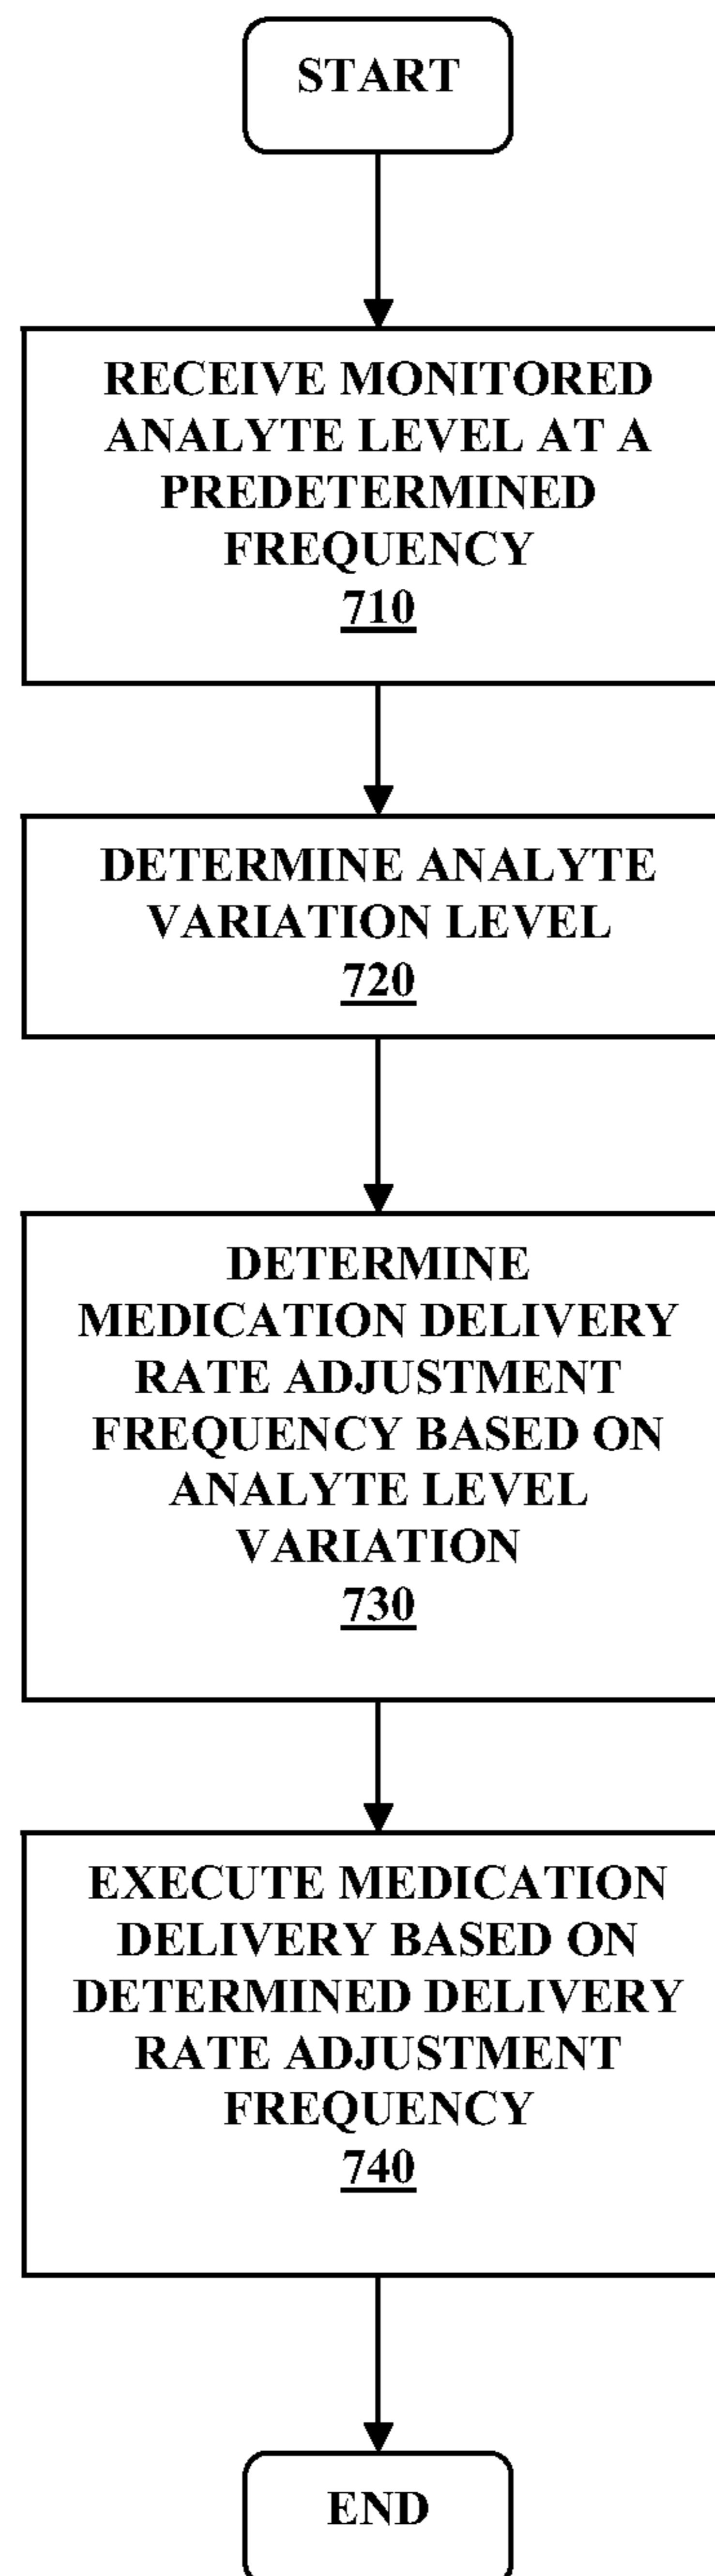 START
RECEIVE MONITORED
ANALYTE LEVEL AT A
PREDETERMINED
FREQUENCY
710
DETERMINE ANALYTE
VARIATION LEVEL
720
DETERMINE
MEDICATION DELIVERY
RATE ADJUSTMENT
FREQUENCY BASED ON
ANALYTE LEVEL
VARIATION
730
EXECUTE MEDICATION
DELIVERY BASED ON
DETERMINED DELIVERY
RATE ADJUSTMENT
FREQUENCY
740
END